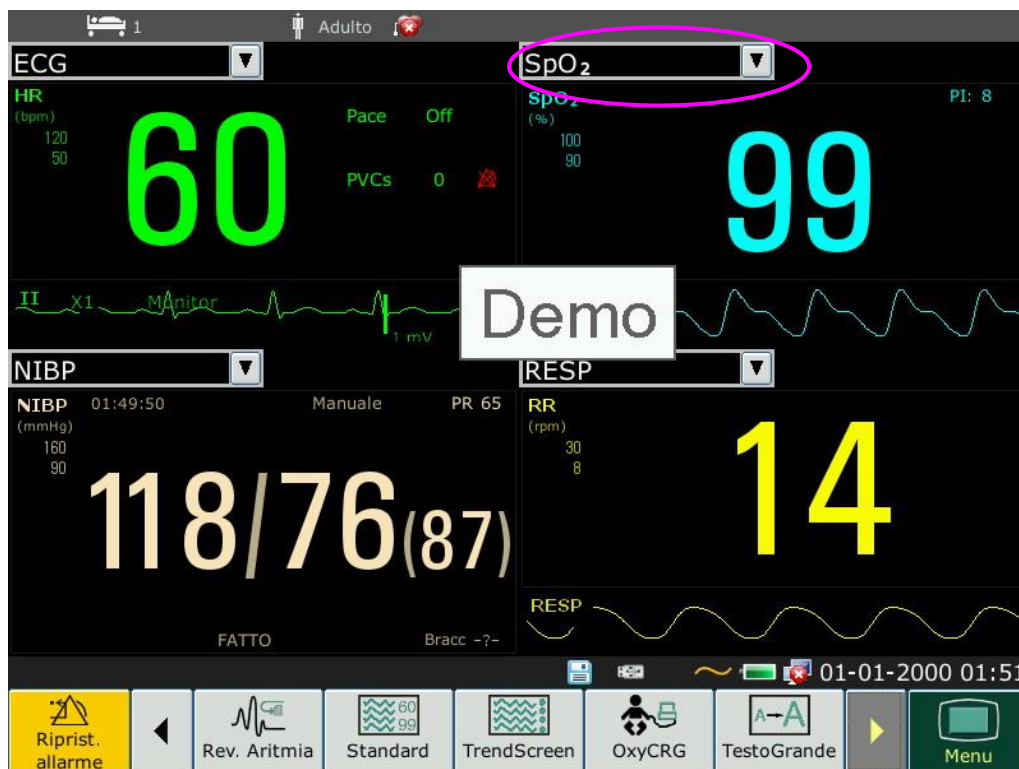 1 Adulto
ECG
SpO₂
HR
(bpm)
120
50
60
Pace Off
PVCs 0
SpO₂
(%)
100
90
PI: 8
99
II X1 Monitor
1 mV
Demo
NIBP
RESP
NIBP 01:49:50 Manuale PR 65
(mmHg)
160
90
118/76(87)
FATTO Bracc -?-
RR
(rpm)
30
8
14
RESP
01-01-2000 01:51
Riprist.
allarme
Rev. Aritmia
60
99
Standard
TrendScreen
OxyCRG
A→A
TestoGrande
Menu